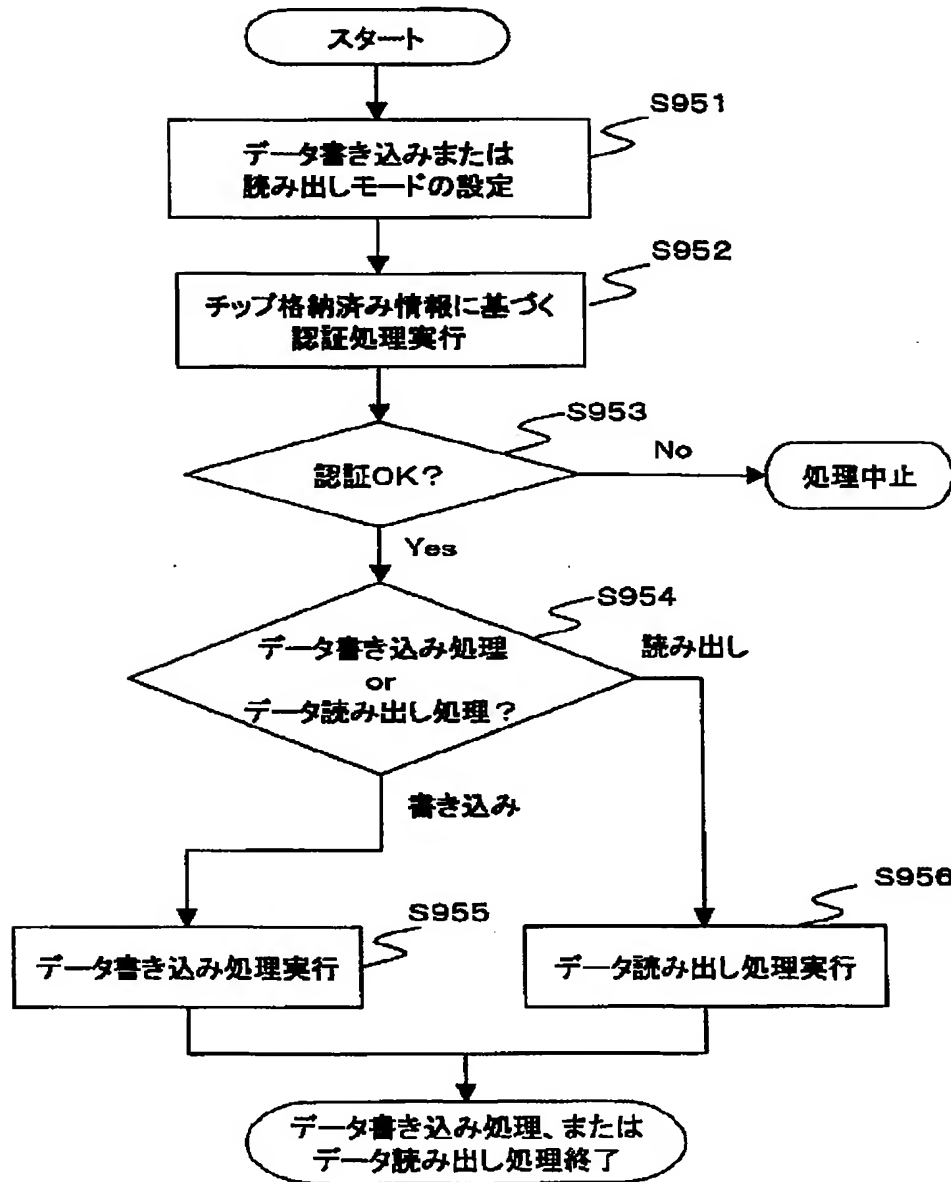 スタート
S951
データ書き込みまたは
読み出しモードの設定
S952
チップ格納済み情報に基づく
認証処理実行
S953
認証OK?
No
処理中止
Yes
S954
データ書き込み処理
or
データ読み出し処理?
読み出し
書き込み
S955
データ書き込み処理実行
S956
データ読み出し処理実行
データ書き込み処理、または
データ読み出し処理終了